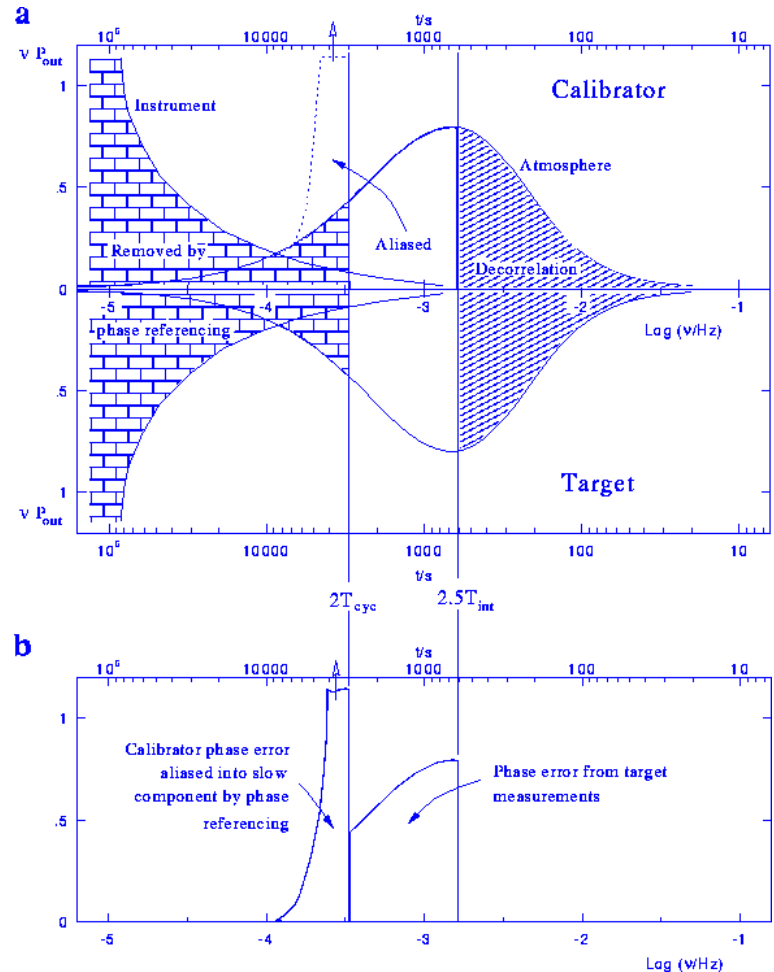 a
t/s
10⁵ 10000 1000 100 10
ν P_out
1
.5
0
Instrument
Calibrator
Atmosphere
Aliased
Removed by
Decorrelation
-5 -4 -3 -2 -1
Log (ν/Hz)
phase referencing
.5
1
ν P_out
Target
10⁵ 10000 1000 100 10
t/s
2T_cyc 2.5T_int
b
t/s
10⁵ 10000 1000 100 10
1
.5
0
Calibrator phase error
aliased into slow
component by phase
referencing
Phase error from target
measurements
-5 -4 -3 -2 -1
Log (ν/Hz)